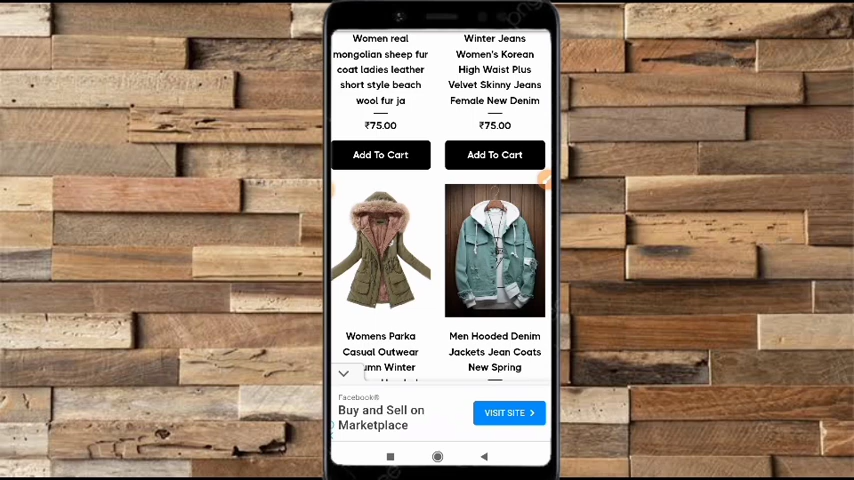 Women real
mongolian sheep fur
coat ladies leather
short style beach
wool fur ja
₹75.00
Add To Cart
Winter Jeans
Women's Korean
High Waist Plus
Velvet Skinny Jeans
Female New Denim
₹75.00
Add To Cart
Womens Parka
Casual Outwear
umn Winter
Men Hooded Denim
Jackets Jean Coats
New Spring
Facebook®
Buy and Sell on
Marketplace
VISIT SITE